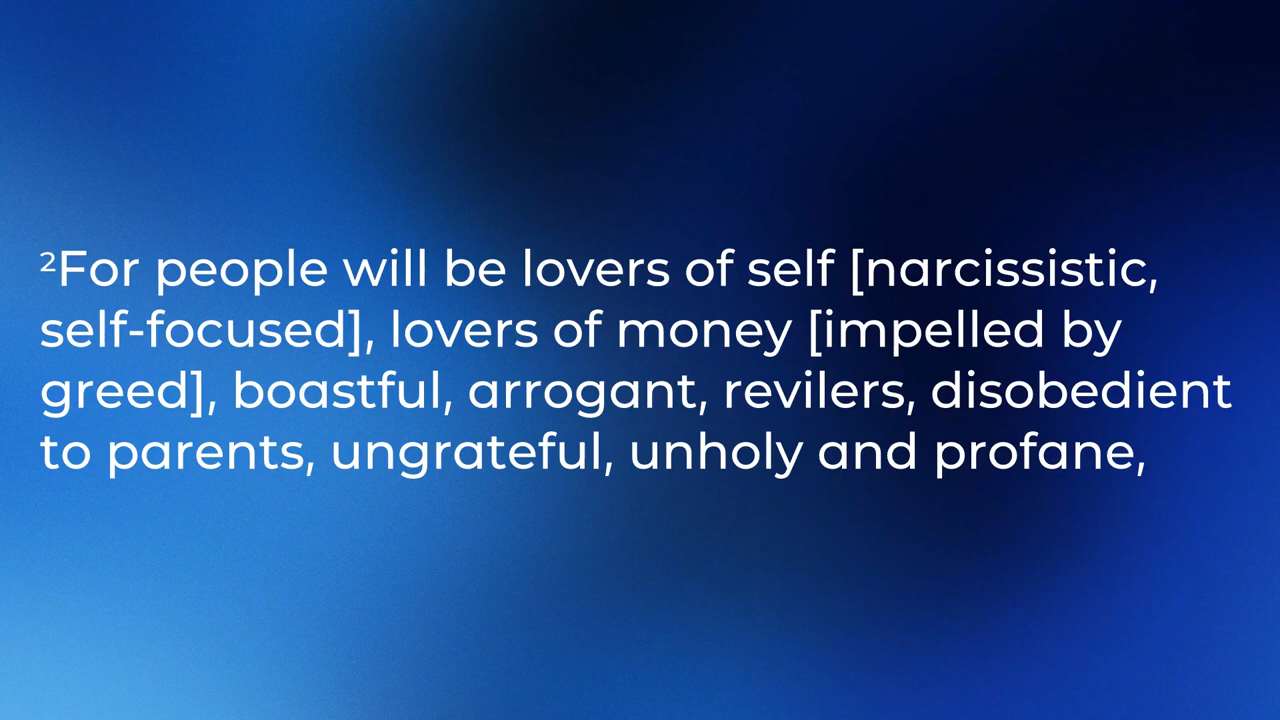 ²For people will be lovers of self [narcissistic,
self-focused], lovers of money [impelled by
greed], boastful, arrogant, revilers, disobedient
to parents, ungrateful, unholy and profane,